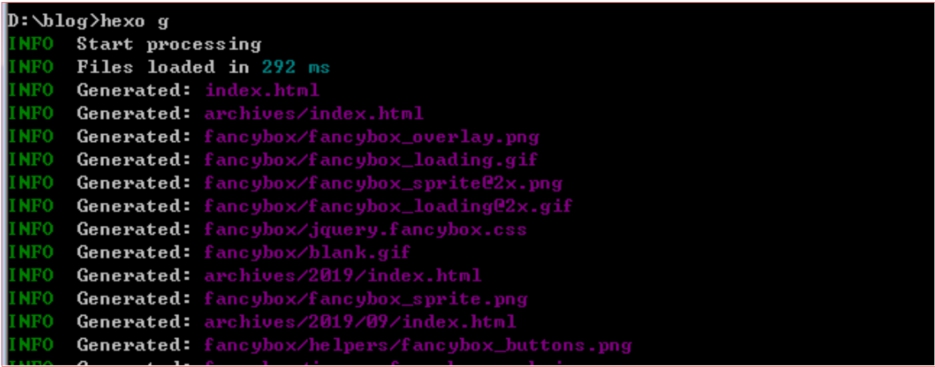 D:\blog>hexo g
INFO  Start processing
INFO  Files loaded in 292 ms
INFO  Generated: index.html
INFO  Generated: archives/index.html
INFO  Generated: fancybox/fancybox_overlay.png
INFO  Generated: fancybox/fancybox_loading.gif
INFO  Generated: fancybox/fancybox_sprite@2x.png
INFO  Generated: fancybox/fancybox_loading@2x.gif
INFO  Generated: fancybox/jquery.fancybox.css
INFO  Generated: fancybox/blank.gif
INFO  Generated: archives/2019/index.html
INFO  Generated: fancybox/fancybox_sprite.png
INFO  Generated: archives/2019/09/index.html
INFO  Generated: fancybox/helpers/fancybox_buttons.png